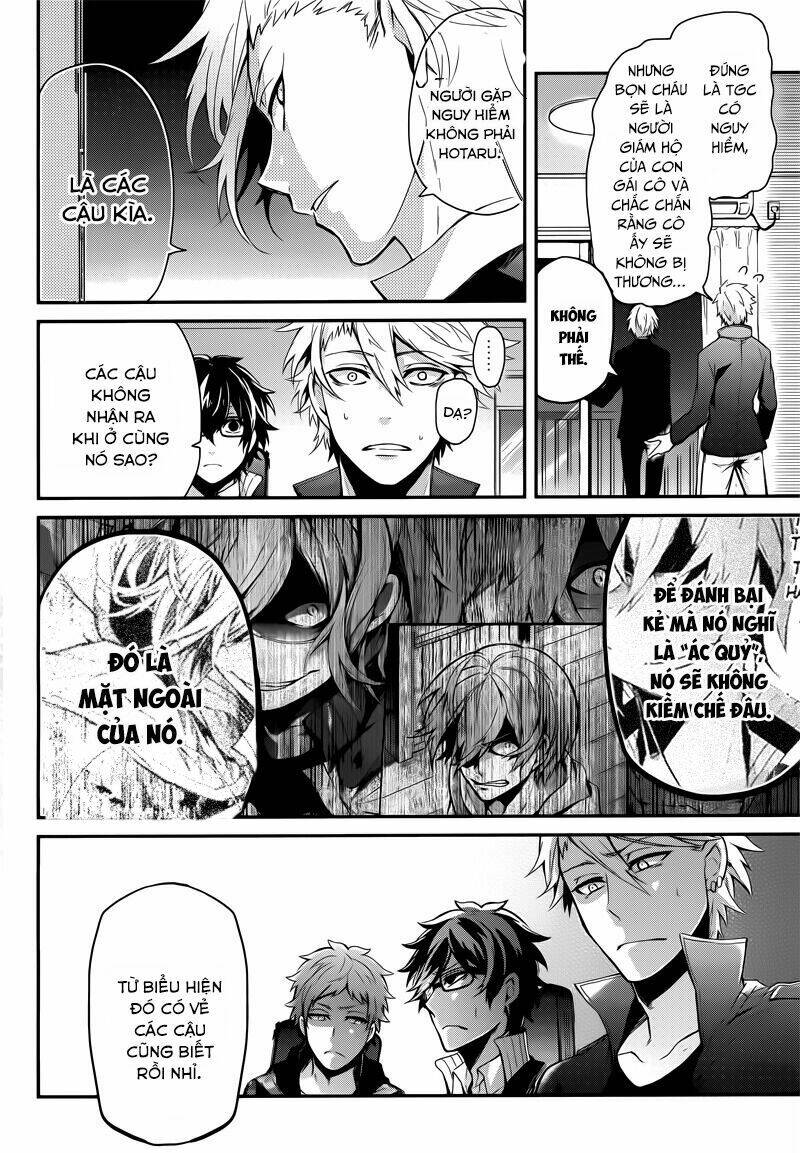 ĐÚNG
LÀ TGC
CÓ
NGUY
HIỂM,
NHƯNG
BỌN CHÁU
SẼ LÀ
NGƯỜI
GIÁM HỘ
CỦA CON
GÁI CÔ VÀ
CHẮC CHẮN
RẰNG CÔ
ẤY SẼ
KHÔNG BỊ
THƯƠNG...
KHÔNG
PHẢI
THẾ.
NGƯỜI GẶP
NGUY HIỂM
KHÔNG PHẢI
HOTARU.
LÀ CÁC
CẬU KÌA.
......
DẠ?
CÁC CẬU
KHÔNG
NHẬN RA
KHI Ở CÙNG
NÓ SAO?
ĐỂ ĐÁNH BẠI
KẺ MÀ NÓ NGHĨ
LÀ “ÁC QUỶ”,
NÓ SẼ KHÔNG
KIỀM CHẾ ĐÂU.
ĐÓ LÀ
MẶT NGOÀI
CỦA NÓ.
TỪ BIỂU HIỆN
ĐÓ CÓ VẺ
CÁC CẬU
CŨNG BIẾT
RỒI NHỈ.